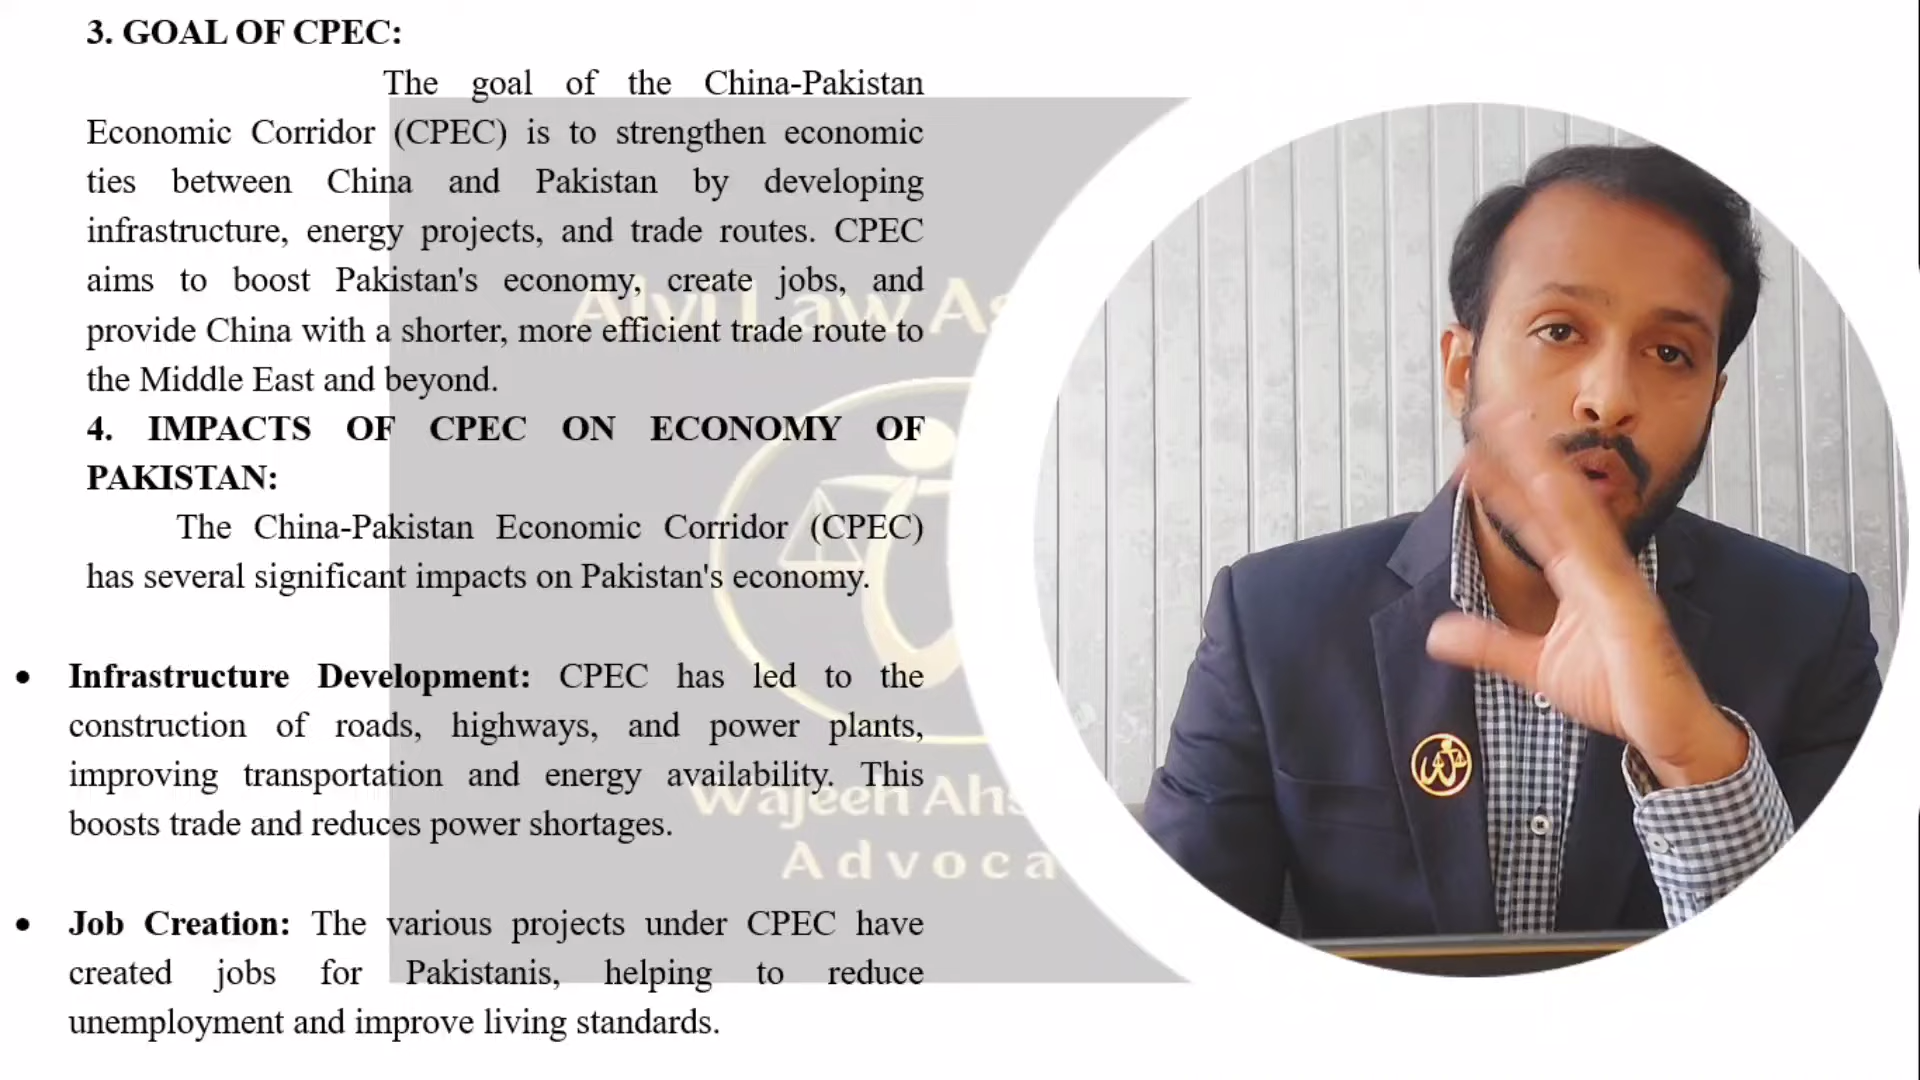 3. GOAL OF CPEC:
The goal of the China-Pakistan
Economic Corridor (CPEC) is to strengthen economic
ties between China and Pakistan by developing
infrastructure, energy projects, and trade routes. CPEC
aims to boost Pakistan's economy, create jobs, and
provide China with a shorter, more efficient trade route to
the Middle East and beyond.
4. IMPACTS OF CPEC ON ECONOMY OF
PAKISTAN:
The China-Pakistan Economic Corridor (CPEC)
has several significant impacts on Pakistan's economy.
• Infrastructure Development: CPEC has led to the
construction of roads, highways, and power plants,
improving transportation and energy availability. This
boosts trade and reduces power shortages.
• Job Creation: The various projects under CPEC have
created jobs for Pakistanis, helping to reduce
unemployment and improve living standards.
Alvi Law As
Wajeeh Ahs
Advoca